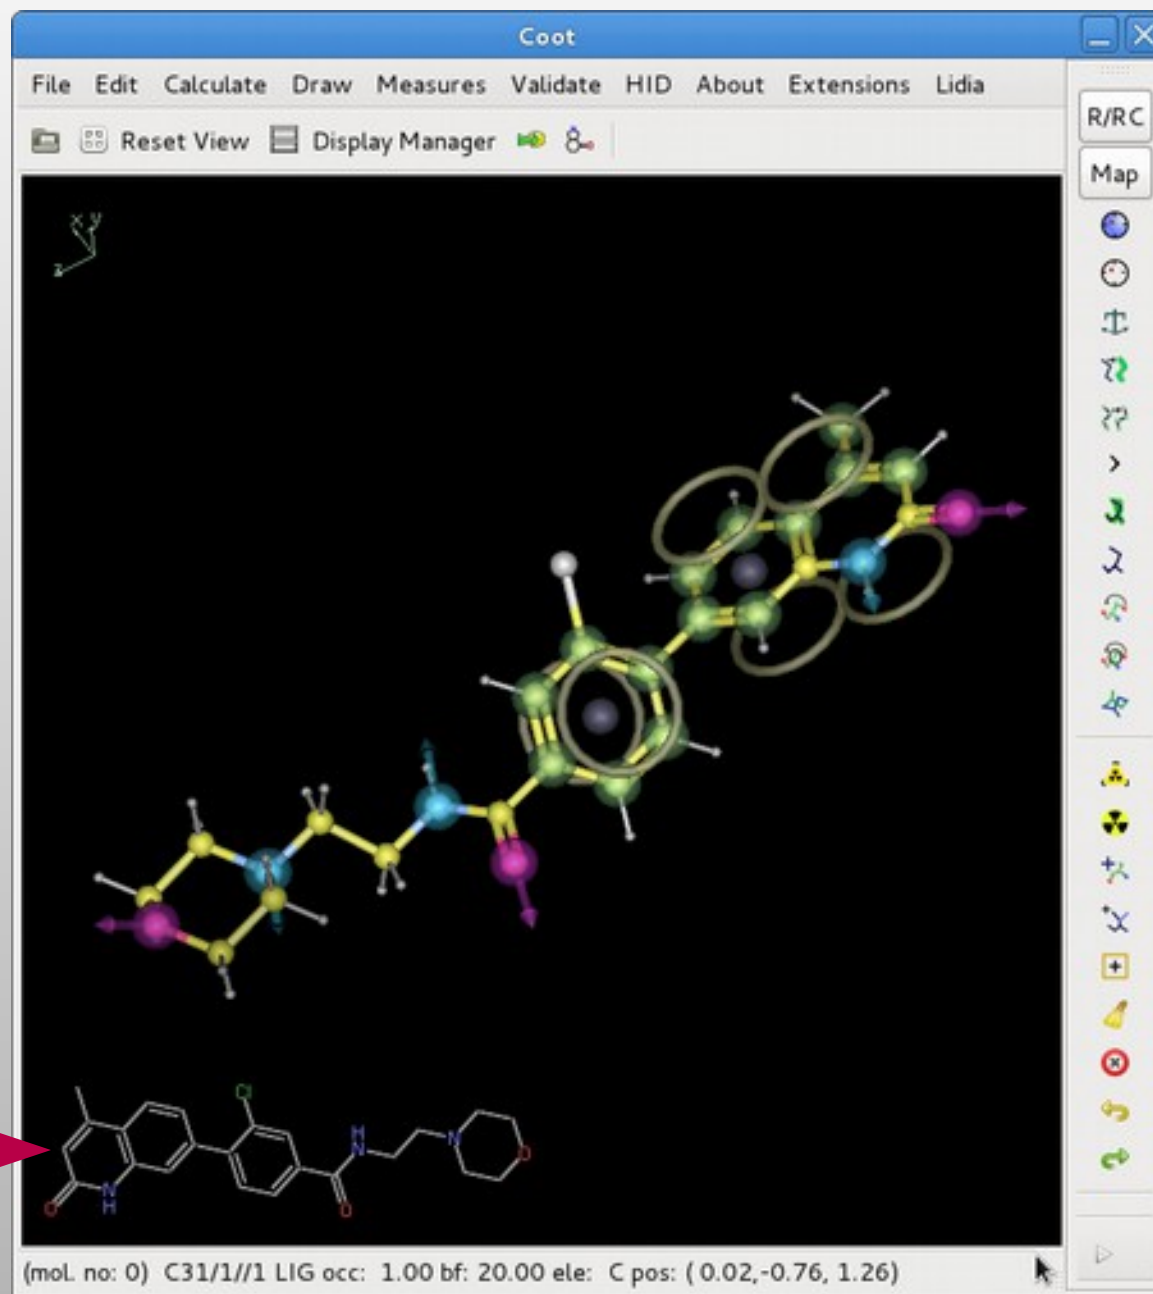 Coot
File Edit Calculate Draw Measures Validate HID About Extensions Lidia
R/RC
Reset View Display Manager
Map
x y
z
Cl
H
N
N
O
O
N
H
O
(mol. no: 0) C31/1//1 LIG occ: 1.00 bf: 20.00 ele: C pos: ( 0.02,-0.76, 1.26)